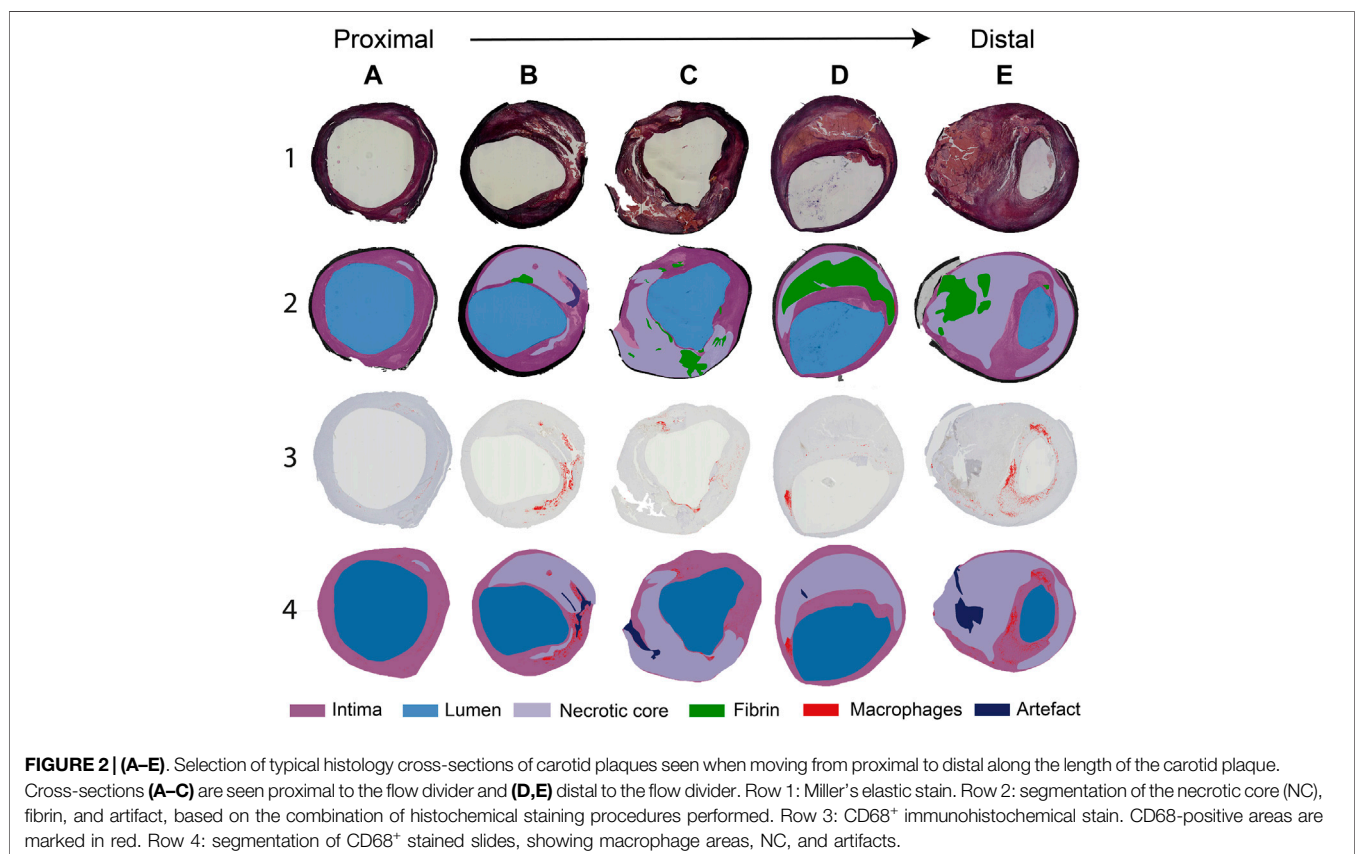 Proximal Distal
A B C D E
1
2
3
4
Intima Lumen Necrotic core Fibrin Macrophages Artefact
FIGURE 2 | (A–E). Selection of typical histology cross-sections of carotid plaques seen when moving from proximal to distal along the length of the carotid plaque.
Cross-sections (A–C) are seen proximal to the flow divider and (D,E) distal to the flow divider. Row 1: Miller's elastic stain. Row 2: segmentation of the necrotic core (NC),
fibrin, and artifact, based on the combination of histochemical staining procedures performed. Row 3: CD68⁺ immunohistochemical stain. CD68-positive areas are
marked in red. Row 4: segmentation of CD68⁺ stained slides, showing macrophage areas, NC, and artifacts.